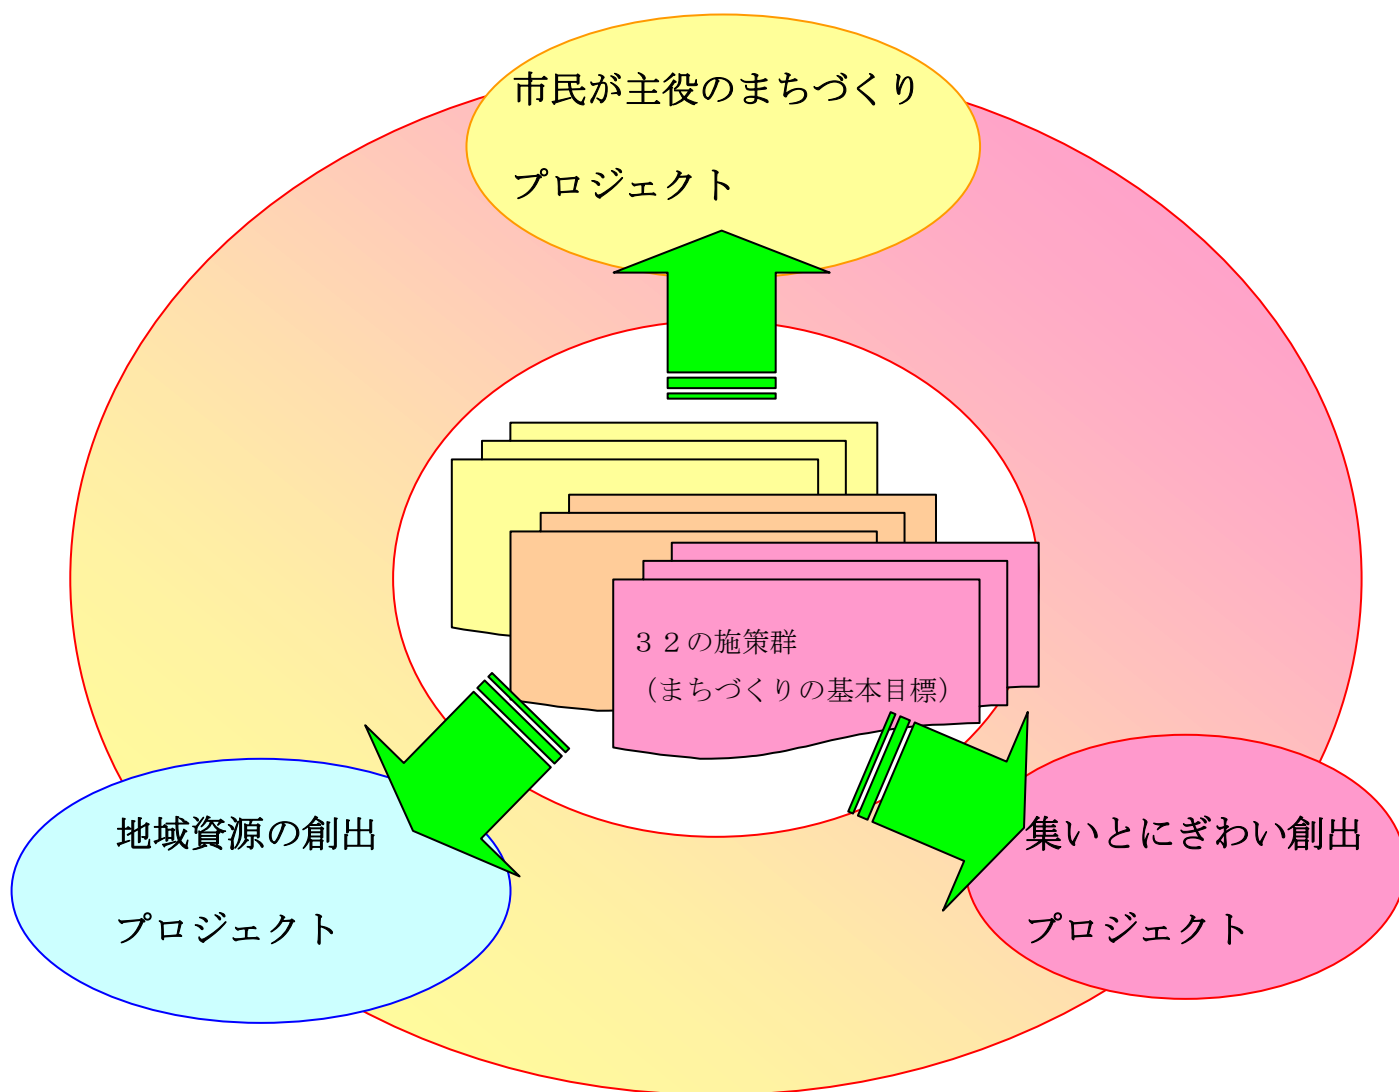 市民が主役のまちづくり
プロジェクト
３２の施策群
（まちづくりの基本目標）
地域資源の創出
プロジェクト
集いとにぎわい創出
プロジェクト